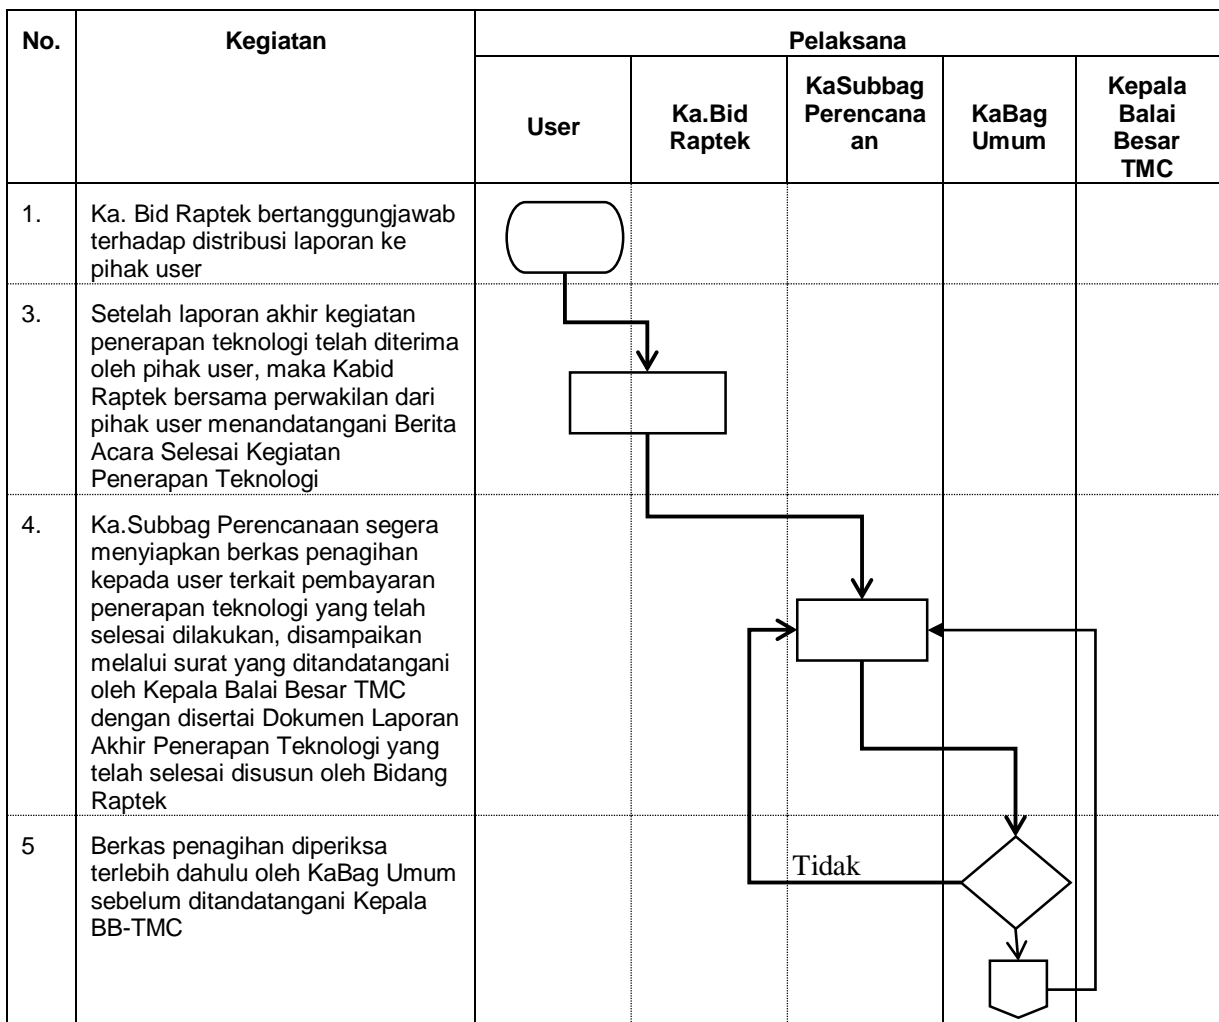 No.
Kegiatan
Pelaksana
User
Ka.Bid
Raptek
KaSubbag
Perencana
an
KaBag
Umum
Kepala
Balai
Besar
TMC
1.
Ka. Bid Raptek bertanggungjawab
terhadap distribusi laporan ke
pihak user
3.
Setelah laporan akhir kegiatan
penerapan teknologi telah diterima
oleh pihak user, maka Kabid
Raptek bersama perwakilan dari
pihak user menandatangani Berita
Acara Selesai Kegiatan
Penerapan Teknologi
4.
Ka.Subbag Perencanaan segera
menyiapkan berkas penagihan
kepada user terkait pembayaran
penerapan teknologi yang telah
selesai dilakukan, disampaikan
melalui surat yang ditandatangani
oleh Kepala Balai Besar TMC
dengan disertai Dokumen Laporan
Akhir Penerapan Teknologi yang
telah selesai disusun oleh Bidang
Raptek
5
Berkas penagihan diperiksa
terlebih dahulu oleh KaBag Umum
sebelum ditandatangani Kepala
BB-TMC
Tidak